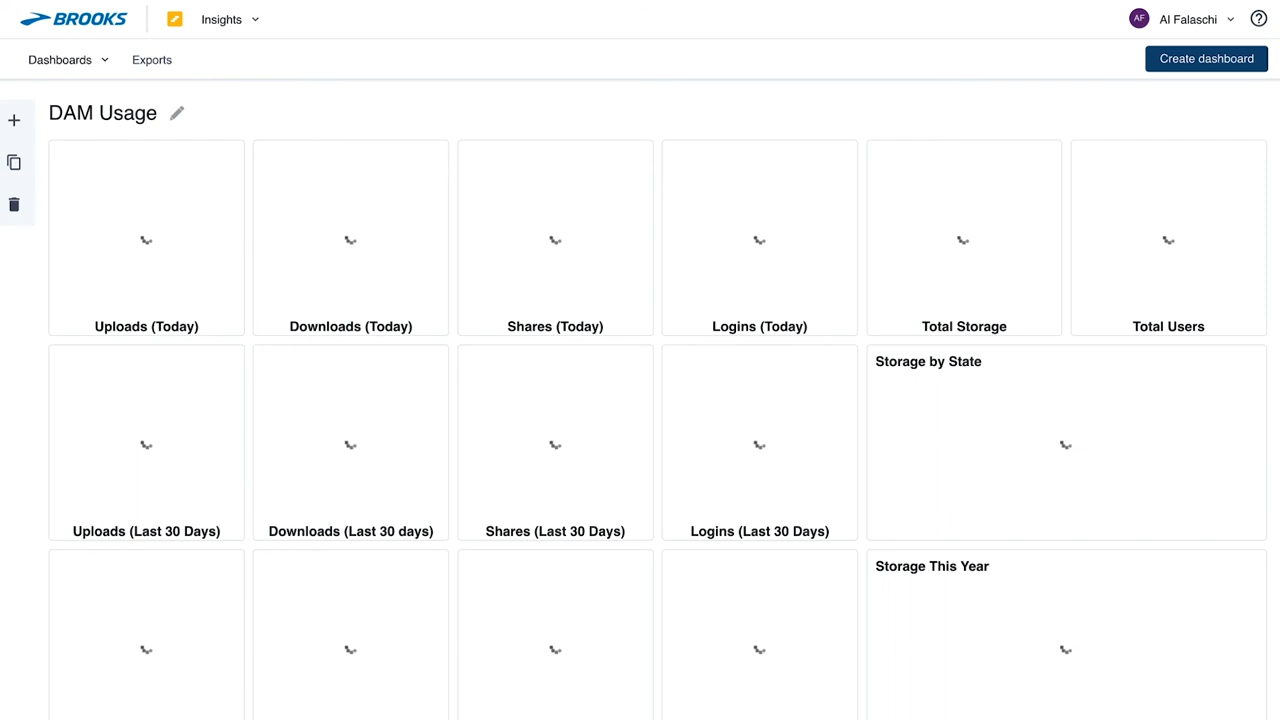 BROOKS
Insights
AF
Al Falaschi
?
Dashboards
Exports
Create dashboard
DAM Usage
Uploads (Today)
Downloads (Today)
Shares (Today)
Logins (Today)
Total Storage
Total Users
Storage by State
Uploads (Last 30 Days)
Downloads (Last 30 days)
Shares (Last 30 Days)
Logins (Last 30 Days)
Storage This Year